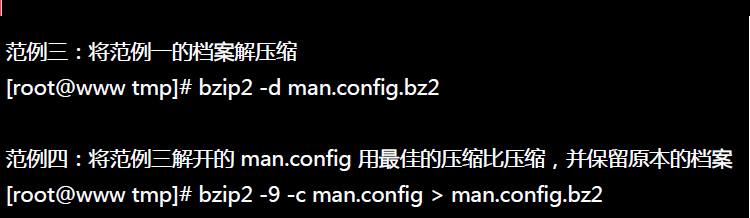 范例三：将范例一的档案解压缩
[root@www tmp]# bzip2 -d man.config.bz2
范例四：将范例三解开的 man.config 用最佳的压缩比压缩，并保留原本的档案
[root@www tmp]# bzip2 -9 -c man.config > man.config.bz2